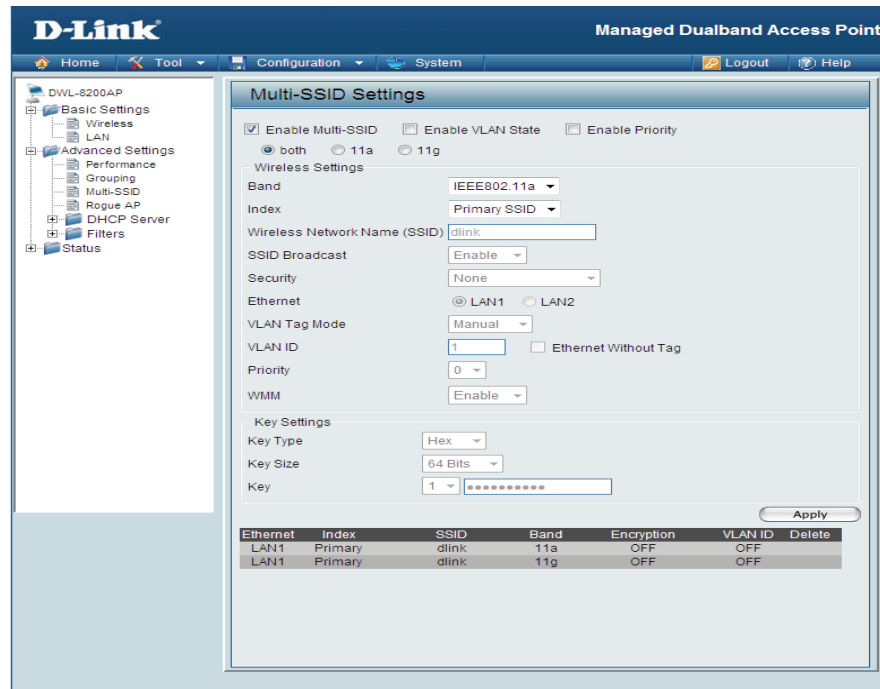 D-Link
Managed Dualband Access Point
Home Tool Configuration System Logout Help
DWL-8200AP
Basic Settings
Wireless
LAN
Advanced Settings
Performance
Grouping
Multi-SSID
Rogue AP
DHCP Server
Filters
Status
Multi-SSID Settings
Enable Multi-SSID Enable VLAN State Enable Priority
both 11a 11g
Wireless Settings
Band IEEE802.11a
Index Primary SSID
Wireless Network Name (SSID) dlink
SSID Broadcast Enable
Security None
Ethernet LAN1 LAN2
VLAN Tag Mode Manual
VLAN ID 1 Ethernet Without Tag
Priority 0
WMM Enable
Key Settings
Key Type Hex
Key Size 64 Bits
Key 1 ●●●●●●●●●●
Apply
Ethernet Index SSID Band Encryption VLAN ID Delete
LAN1 Primary dlink 11a OFF OFF
LAN1 Primary dlink 11g OFF OFF